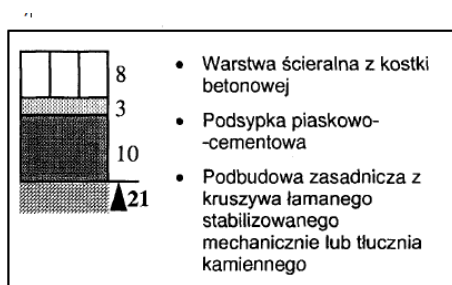 8
3
10
21
• Warstwa ścieralna z kostki
betonowej
• Podsypka piaskowo-
-cementowa
• Podbudowa zasadnicza z
kruszywa łamanego
stabilizowanego
mechanicznie lub tłucznia
kamiennego